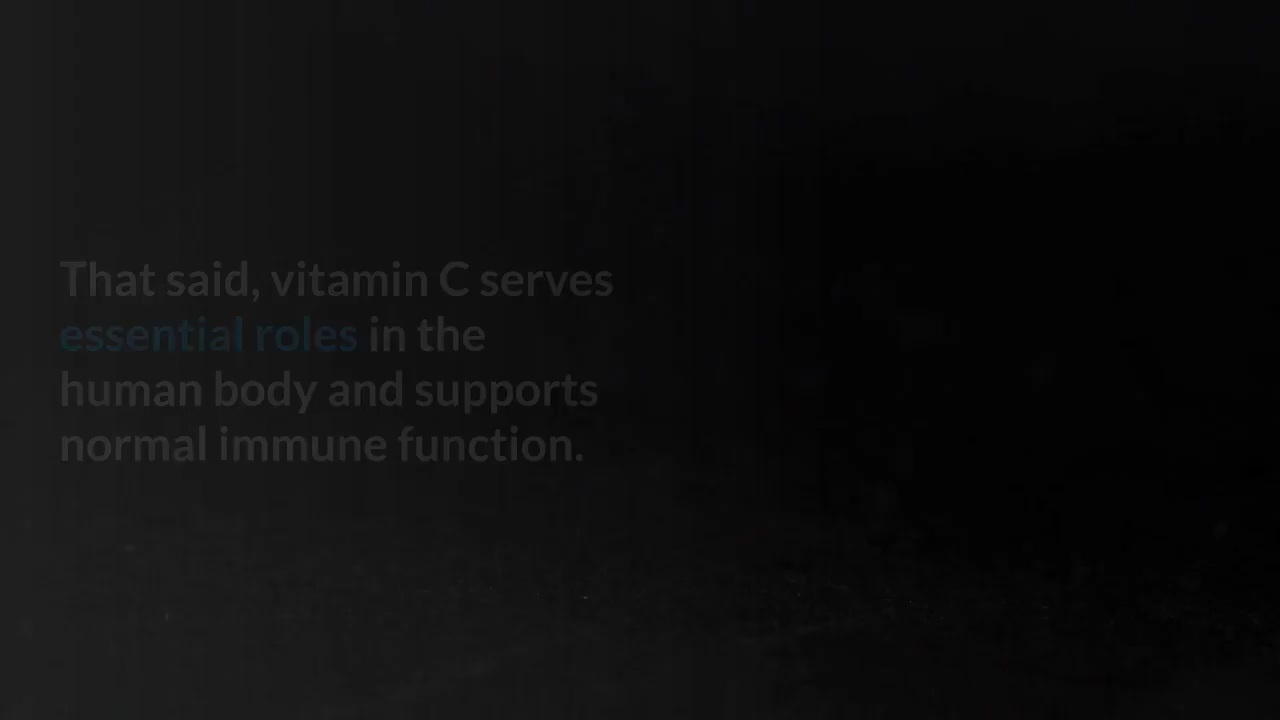 That said, vitamin C serves
essential roles in the
human body and supports
normal immune function.